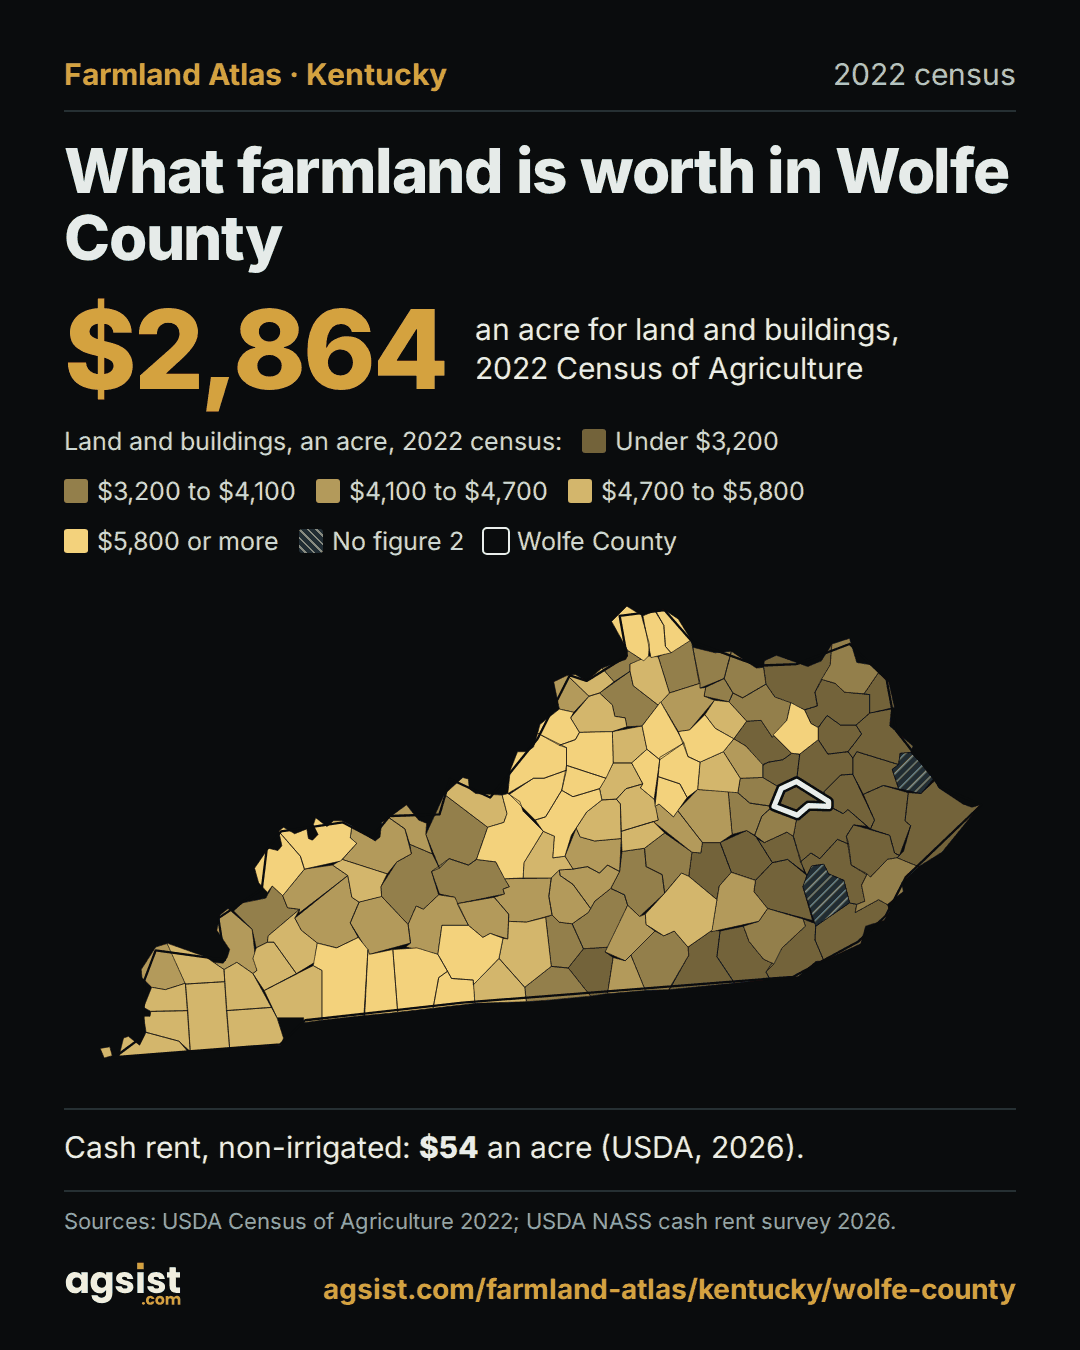 Farmland Atlas · Kentucky
2022 census
What farmland is worth in Wolfe
County
$2,864
an acre for land and buildings,
2022 Census of Agriculture
Land and buildings, an acre, 2022 census: Under $3,200
$3,200 to $4,100 $4,100 to $4,700 $4,700 to $5,800
$5,800 or more No figure 2 Wolfe County
Cash rent, non-irrigated: $54 an acre (USDA, 2026).
Sources: USDA Census of Agriculture 2022; USDA NASS cash rent survey 2026.
agsist
.com
agsist.com/farmland-atlas/kentucky/wolfe-county